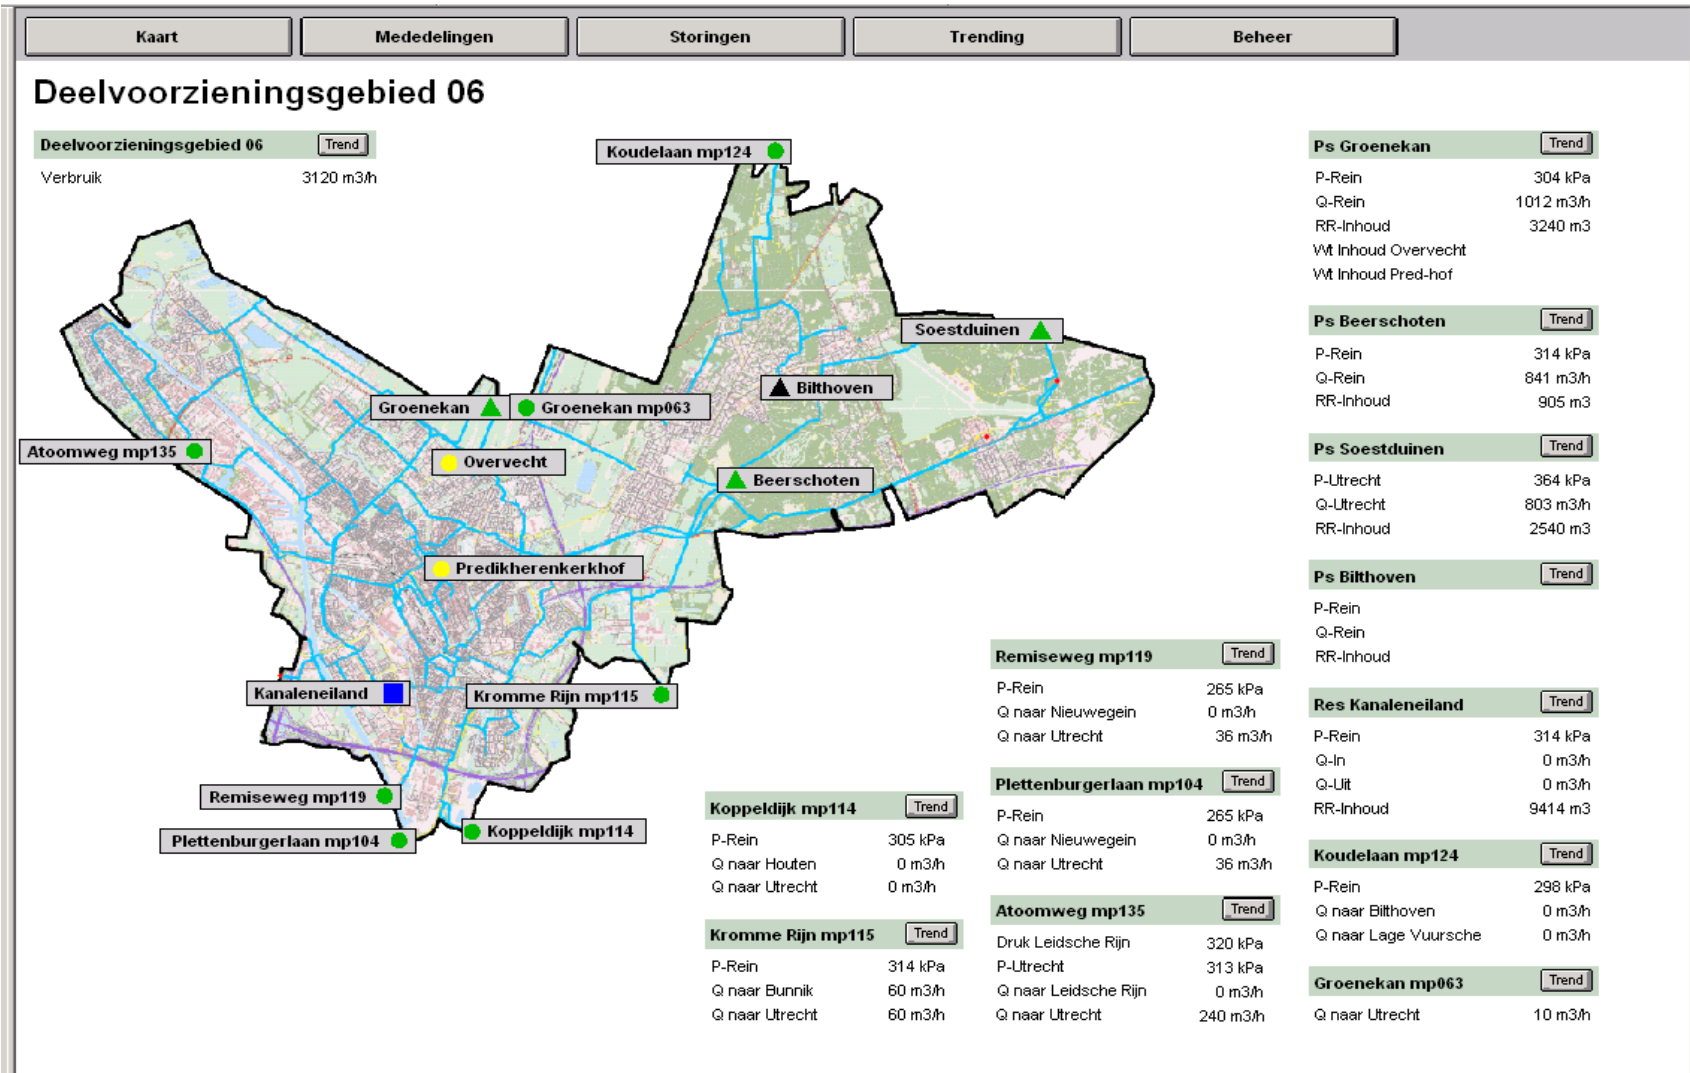 Kaart Mededelingen Storingen Trending Beheer
Deelvoorzieningsgebied 06
Deelvoorzieningsgebied 06 Trend
Verbruik 3120 m3/h
Koudelaan mp124
Soestduinen
Bilthoven
Groenekan
Groenekan mp063
Atoomweg mp135
Overvecht
Beerschoten
Predikherenkerkhof
Kanaleneiland
Kromme Rijn mp115
Remiseweg mp119
Plettenburgerlaan mp104
Koppeldijk mp114
Koppeldijk mp114 Trend
P-Rein 305 kPa
Q naar Houten 0 m3/h
Q naar Utrecht 0 m3/h
Kromme Rijn mp115 Trend
P-Rein 314 kPa
Q naar Bunnik 60 m3/h
Q naar Utrecht 60 m3/h
Remiseweg mp119 Trend
P-Rein 265 kPa
Q naar Nieuwegein 0 m3/h
Q naar Utrecht 36 m3/h
Plettenburgerlaan mp104 Trend
P-Rein 265 kPa
Q naar Nieuwegein 0 m3/h
Q naar Utrecht 36 m3/h
Atoomweg mp135 Trend
Druk Leidsche Rijn 320 kPa
P-Utrecht 313 kPa
Q naar Leidsche Rijn 0 m3/h
Q naar Utrecht 240 m3/h
Ps Groenekan Trend
P-Rein 304 kPa
Q-Rein 1012 m3/h
RR-Inhoud 3240 m3
Wt Inhoud Overvecht
Wt Inhoud Pred-hof
Ps Beerschoten Trend
P-Rein 314 kPa
Q-Rein 841 m3/h
RR-Inhoud 905 m3
Ps Soestduinen Trend
P-Utrecht 364 kPa
Q-Utrecht 803 m3/h
RR-Inhoud 2540 m3
Ps Bilthoven Trend
P-Rein
Q-Rein
RR-Inhoud
Res Kanaleneiland Trend
P-Rein 314 kPa
Q-In 0 m3/h
Q-Uit 0 m3/h
RR-Inhoud 9414 m3
Koudelaan mp124 Trend
P-Rein 298 kPa
Q naar Bilthoven 0 m3/h
Q naar Lage Vuursche 0 m3/h
Groenekan mp063 Trend
Q naar Utrecht 10 m3/h